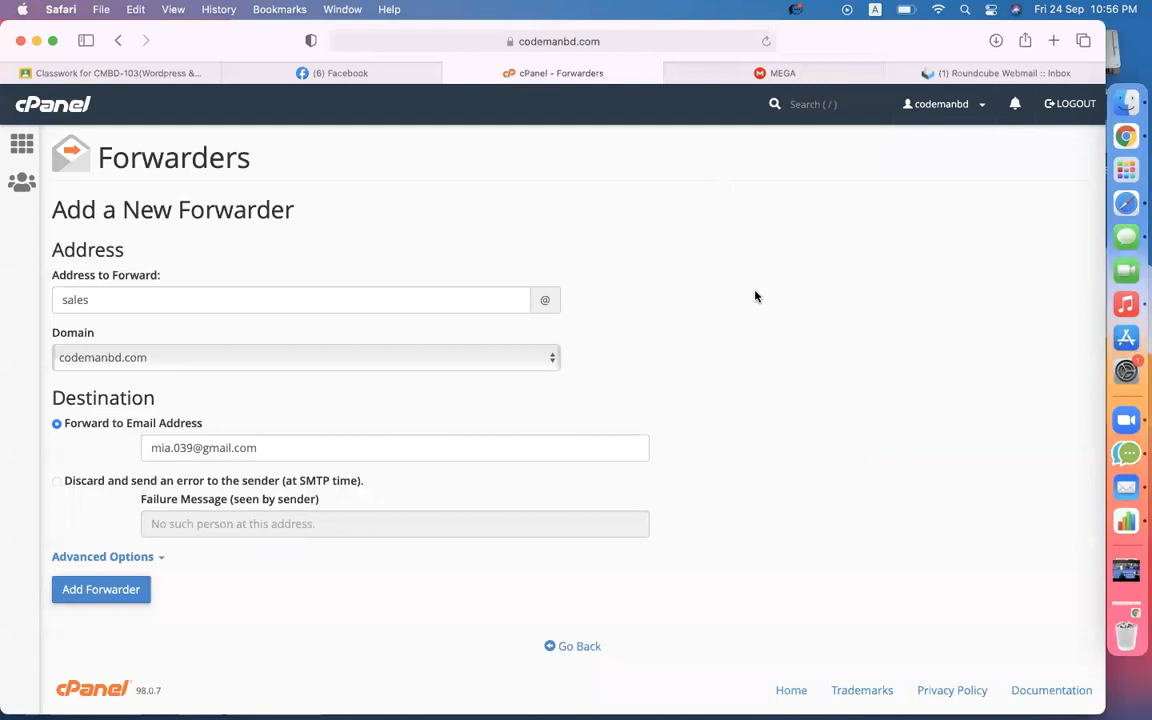 Safari File Edit View History Bookmarks Window Help A Fri 24 Sep 10:56 PM
codemanbd.com
Classwork for CMBD-103(Wordpress &... (6) Facebook cPanel - Forwarders MEGA (1) Roundcube Webmail :: Inbox
cPanel Search ( / ) codemanbd LOGOUT
Forwarders
Add a New Forwarder
Address
Address to Forward:
sales @
Domain
codemanbd.com
Destination
Forward to Email Address
mia.039@gmail.com
Discard and send an error to the sender (at SMTP time).
Failure Message (seen by sender)
No such person at this address.
Advanced Options
Add Forwarder
Go Back
cPanel 98.0.7 Home Trademarks Privacy Policy Documentation
1